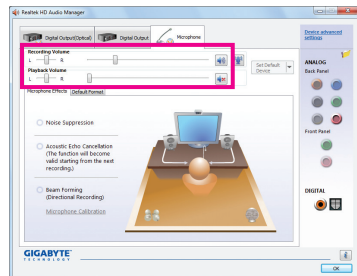 Realtek HD Audio Manager
Digital Output(Optical)
Digital Output
Microphone
Device advanced
settings
Recording Volume
L
R
Set Default
Device
Playback Volume
L
R
ANALOG
Back Panel
Microphone Effects
Default Format
Noise Suppression
Acoustic Echo Cancellation
(The function will become
valid starting from the next
recording.)
Front Panel
Beam Forming
(Directional Recording)
Microphone Calibration
DIGITAL
GIGABYTE
TECHNOLOGY
OK